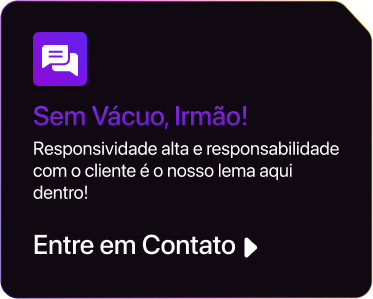 Sem Vácuo, Irmão!
Responsividade alta e responsabilidade
com o cliente é o nosso lema aqui
dentro!
Entre em Contato